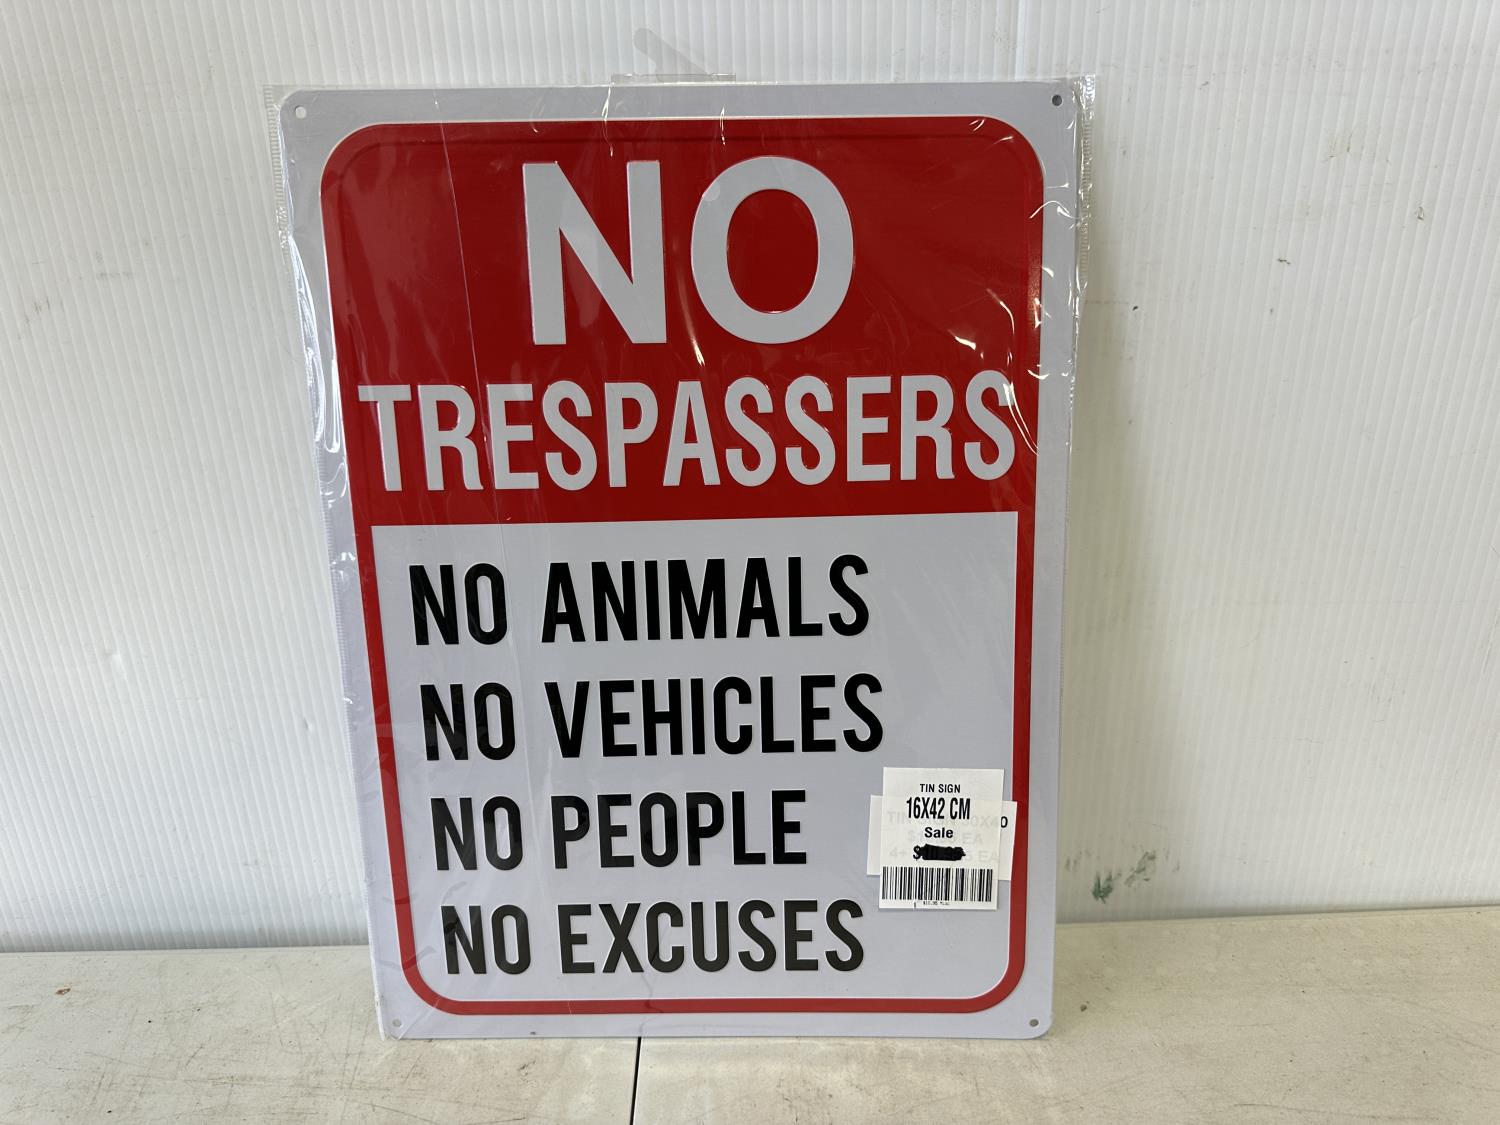 NO
TRESPASSERS
NO ANIMALS
NO VEHICLES
NO PEOPLE
NO EXCUSES
TIN SIGN
16X42 CM
Sale